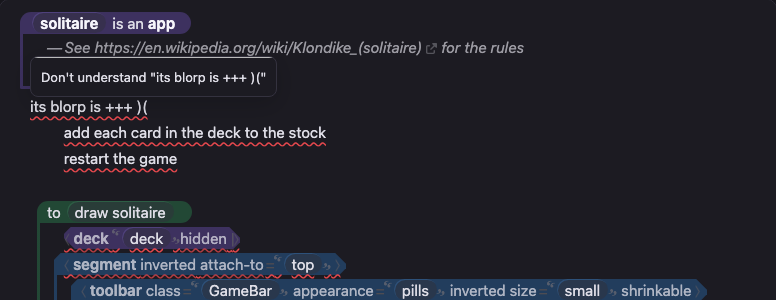 solitaire is an app
— See https://en.wikipedia.org/wiki/Klondike_(solitaire) for the rules
Don't understand "its blorp is +++ )("
its blorp is +++ )(
add each card in the deck to the stock
restart the game
to draw solitaire
deck “ deck ” hidden
segment inverted attach-to = “ top ”
toolbar class = “ GameBar ” appearance = “ pills ” inverted size = “ small ” shrinkable